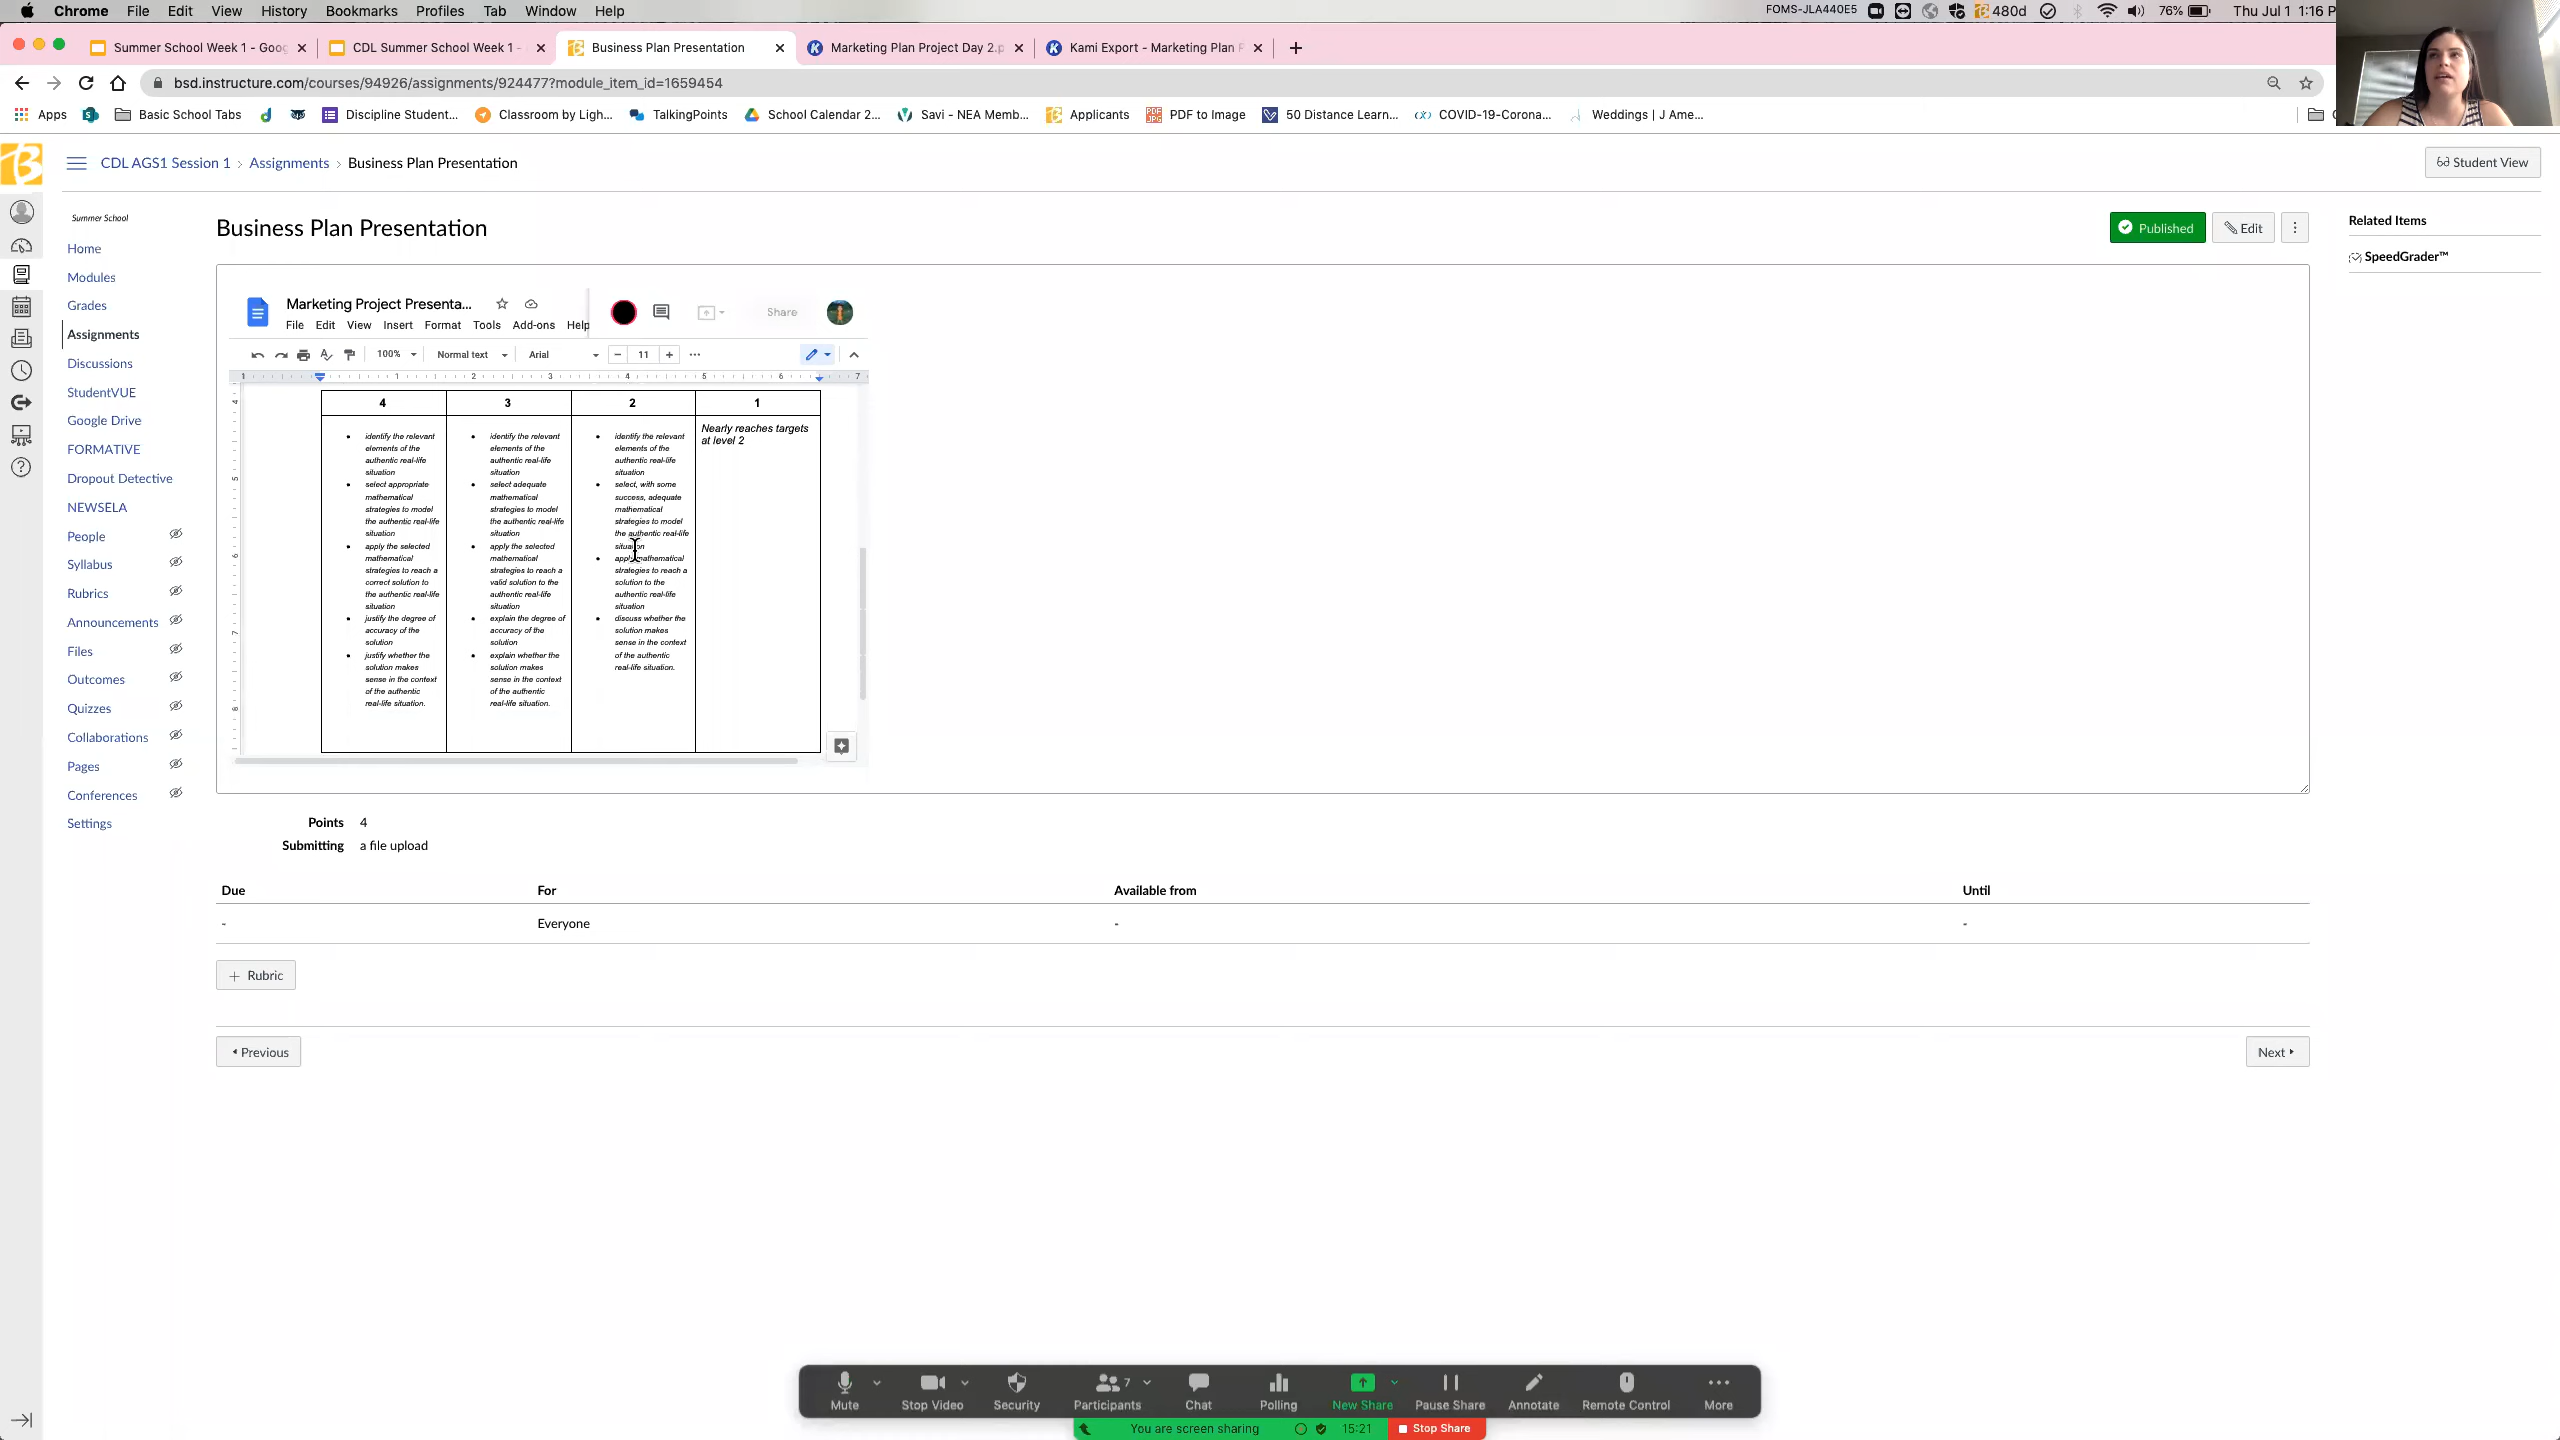 Chrome File Edit View History Bookmarks Profiles Tab Window Help
FOMS-JLA440E5 480d 76% Thu Jul 1 1:16 P
Summer School Week 1 - Goog
CDL Summer School Week 1 -
Business Plan Presentation
Marketing Plan Project Day 2.p
Kami Export - Marketing Plan P
bsd.instructure.com/courses/94926/assignments/924477?module_item_id=1659454
Apps Basic School Tabs Discipline Student... Classroom by Ligh... TalkingPoints School Calendar 2... Savi - NEA Memb... Applicants PDF to Image 50 Distance Learn... COVID-19-Corona... Weddings | J Ame...
CDL AGS1 Session 1 › Assignments › Business Plan Presentation
Student View
Summer School
Home
Modules
Grades
Assignments
Discussions
StudentVUE
Google Drive
FORMATIVE
Dropout Detective
NEWSELA
People
Syllabus
Rubrics
Announcements
Files
Outcomes
Quizzes
Collaborations
Pages
Conferences
Settings
Business Plan Presentation
Published
Edit
Related Items
SpeedGrader™
Marketing Project Presenta...
File Edit View Insert Format Tools Add-ons Help
Share
100% Normal text Arial − 11 +
1 1 2 3 4 5 6 7
4 3 2 1
identify the relevant
elements of the
authentic real-life
situation
select appropriate
mathematical
strategies to model
the authentic real-life
situation
apply the selected
mathematical
strategies to reach a
correct solution to
the authentic real-life
situation
justify the degree of
accuracy of the
solution
justify whether the
solution makes
sense in the context
of the authentic
real-life situation.
identify the relevant
elements of the
authentic real-life
situation
select adequate
mathematical
strategies to model
the authentic real-life
situation
apply the selected
mathematical
strategies to reach a
valid solution to the
authentic real-life
situation
explain the degree of
accuracy of the
solution
explain whether the
solution makes
sense in the context
of the authentic
real-life situation.
identify the relevant
elements of the
authentic real-life
situation
select, with some
success, adequate
mathematical
strategies to model
the authentic real-life
situation
apply mathematical
strategies to reach a
solution to the
authentic real-life
situation
discuss whether the
solution makes
sense in the context
of the authentic
real-life situation.
Nearly reaches targets
at level 2
Points 4
Submitting a file upload
Due For Available from Until
- Everyone - -
+ Rubric
Previous
Next
Mute Stop Video Security Participants 7 Chat Polling New Share Pause Share Annotate Remote Control More
You are screen sharing 15:21 Stop Share